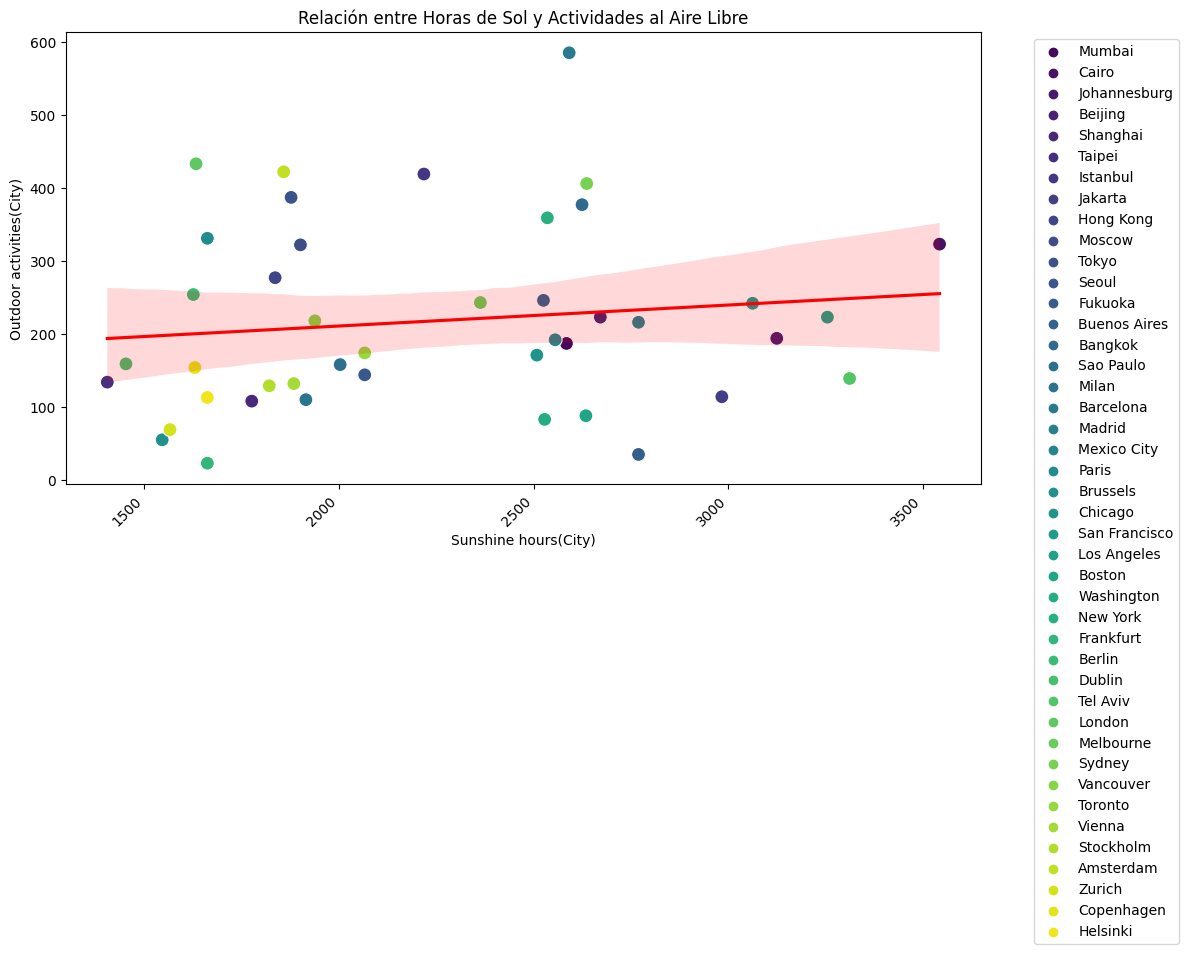 Relación entre Horas de Sol y Actividades al Aire Libre
600
500
400
300
200
100
0
Outdoor activities(City)
1500
2000
2500
3000
3500
Sunshine hours(City)
Mumbai
Cairo
Johannesburg
Beijing
Shanghai
Taipei
Istanbul
Jakarta
Hong Kong
Moscow
Tokyo
Seoul
Fukuoka
Buenos Aires
Bangkok
Sao Paulo
Milan
Barcelona
Madrid
Mexico City
Paris
Brussels
Chicago
San Francisco
Los Angeles
Boston
Washington
New York
Frankfurt
Berlin
Dublin
Tel Aviv
London
Melbourne
Sydney
Vancouver
Toronto
Vienna
Stockholm
Amsterdam
Zurich
Copenhagen
Helsinki